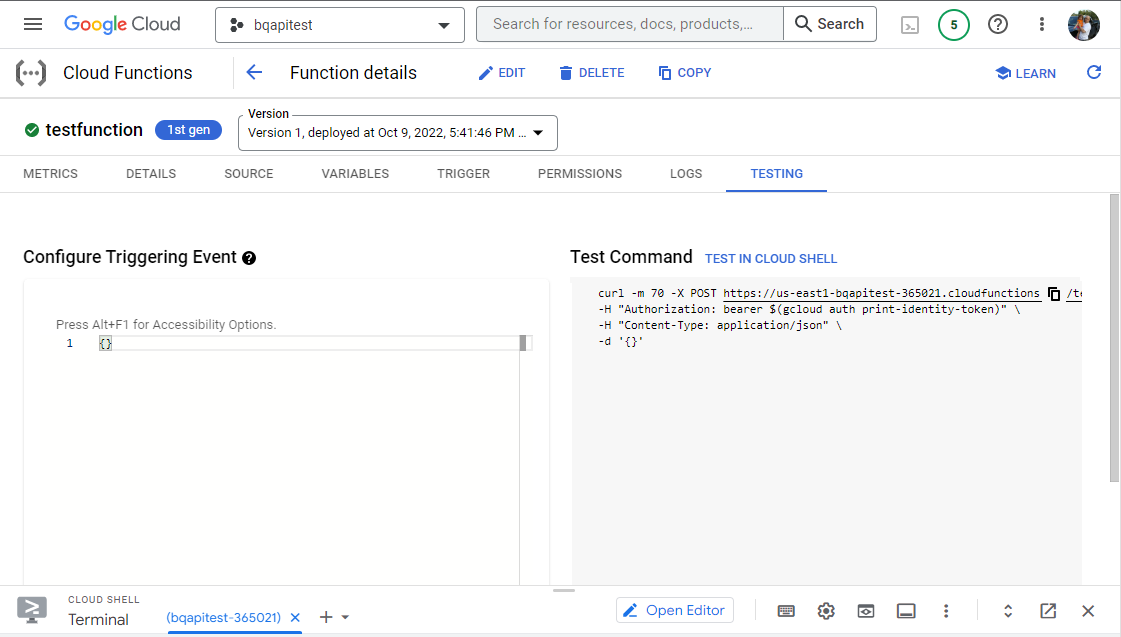 Google Cloud
bqapitest
Search for resources, docs, products,...
Search
5
Cloud Functions
Function details
EDIT
DELETE
COPY
LEARN
testfunction
1st gen
Version
Version 1, deployed at Oct 9, 2022, 5:41:46 PM ...
METRICS
DETAILS
SOURCE
VARIABLES
TRIGGER
PERMISSIONS
LOGS
TESTING
Configure Triggering Event
Press Alt+F1 for Accessibility Options.
1 {}
Test Command
TEST IN CLOUD SHELL
curl -m 70 -X POST https://us-east1-bqapitest-365021.cloudfunctions
-H "Authorization: bearer $(gcloud auth print-identity-token)" \
-H "Content-Type: application/json" \
-d '{}'
CLOUD SHELL
Terminal
(bqapitest-365021)
Open Editor